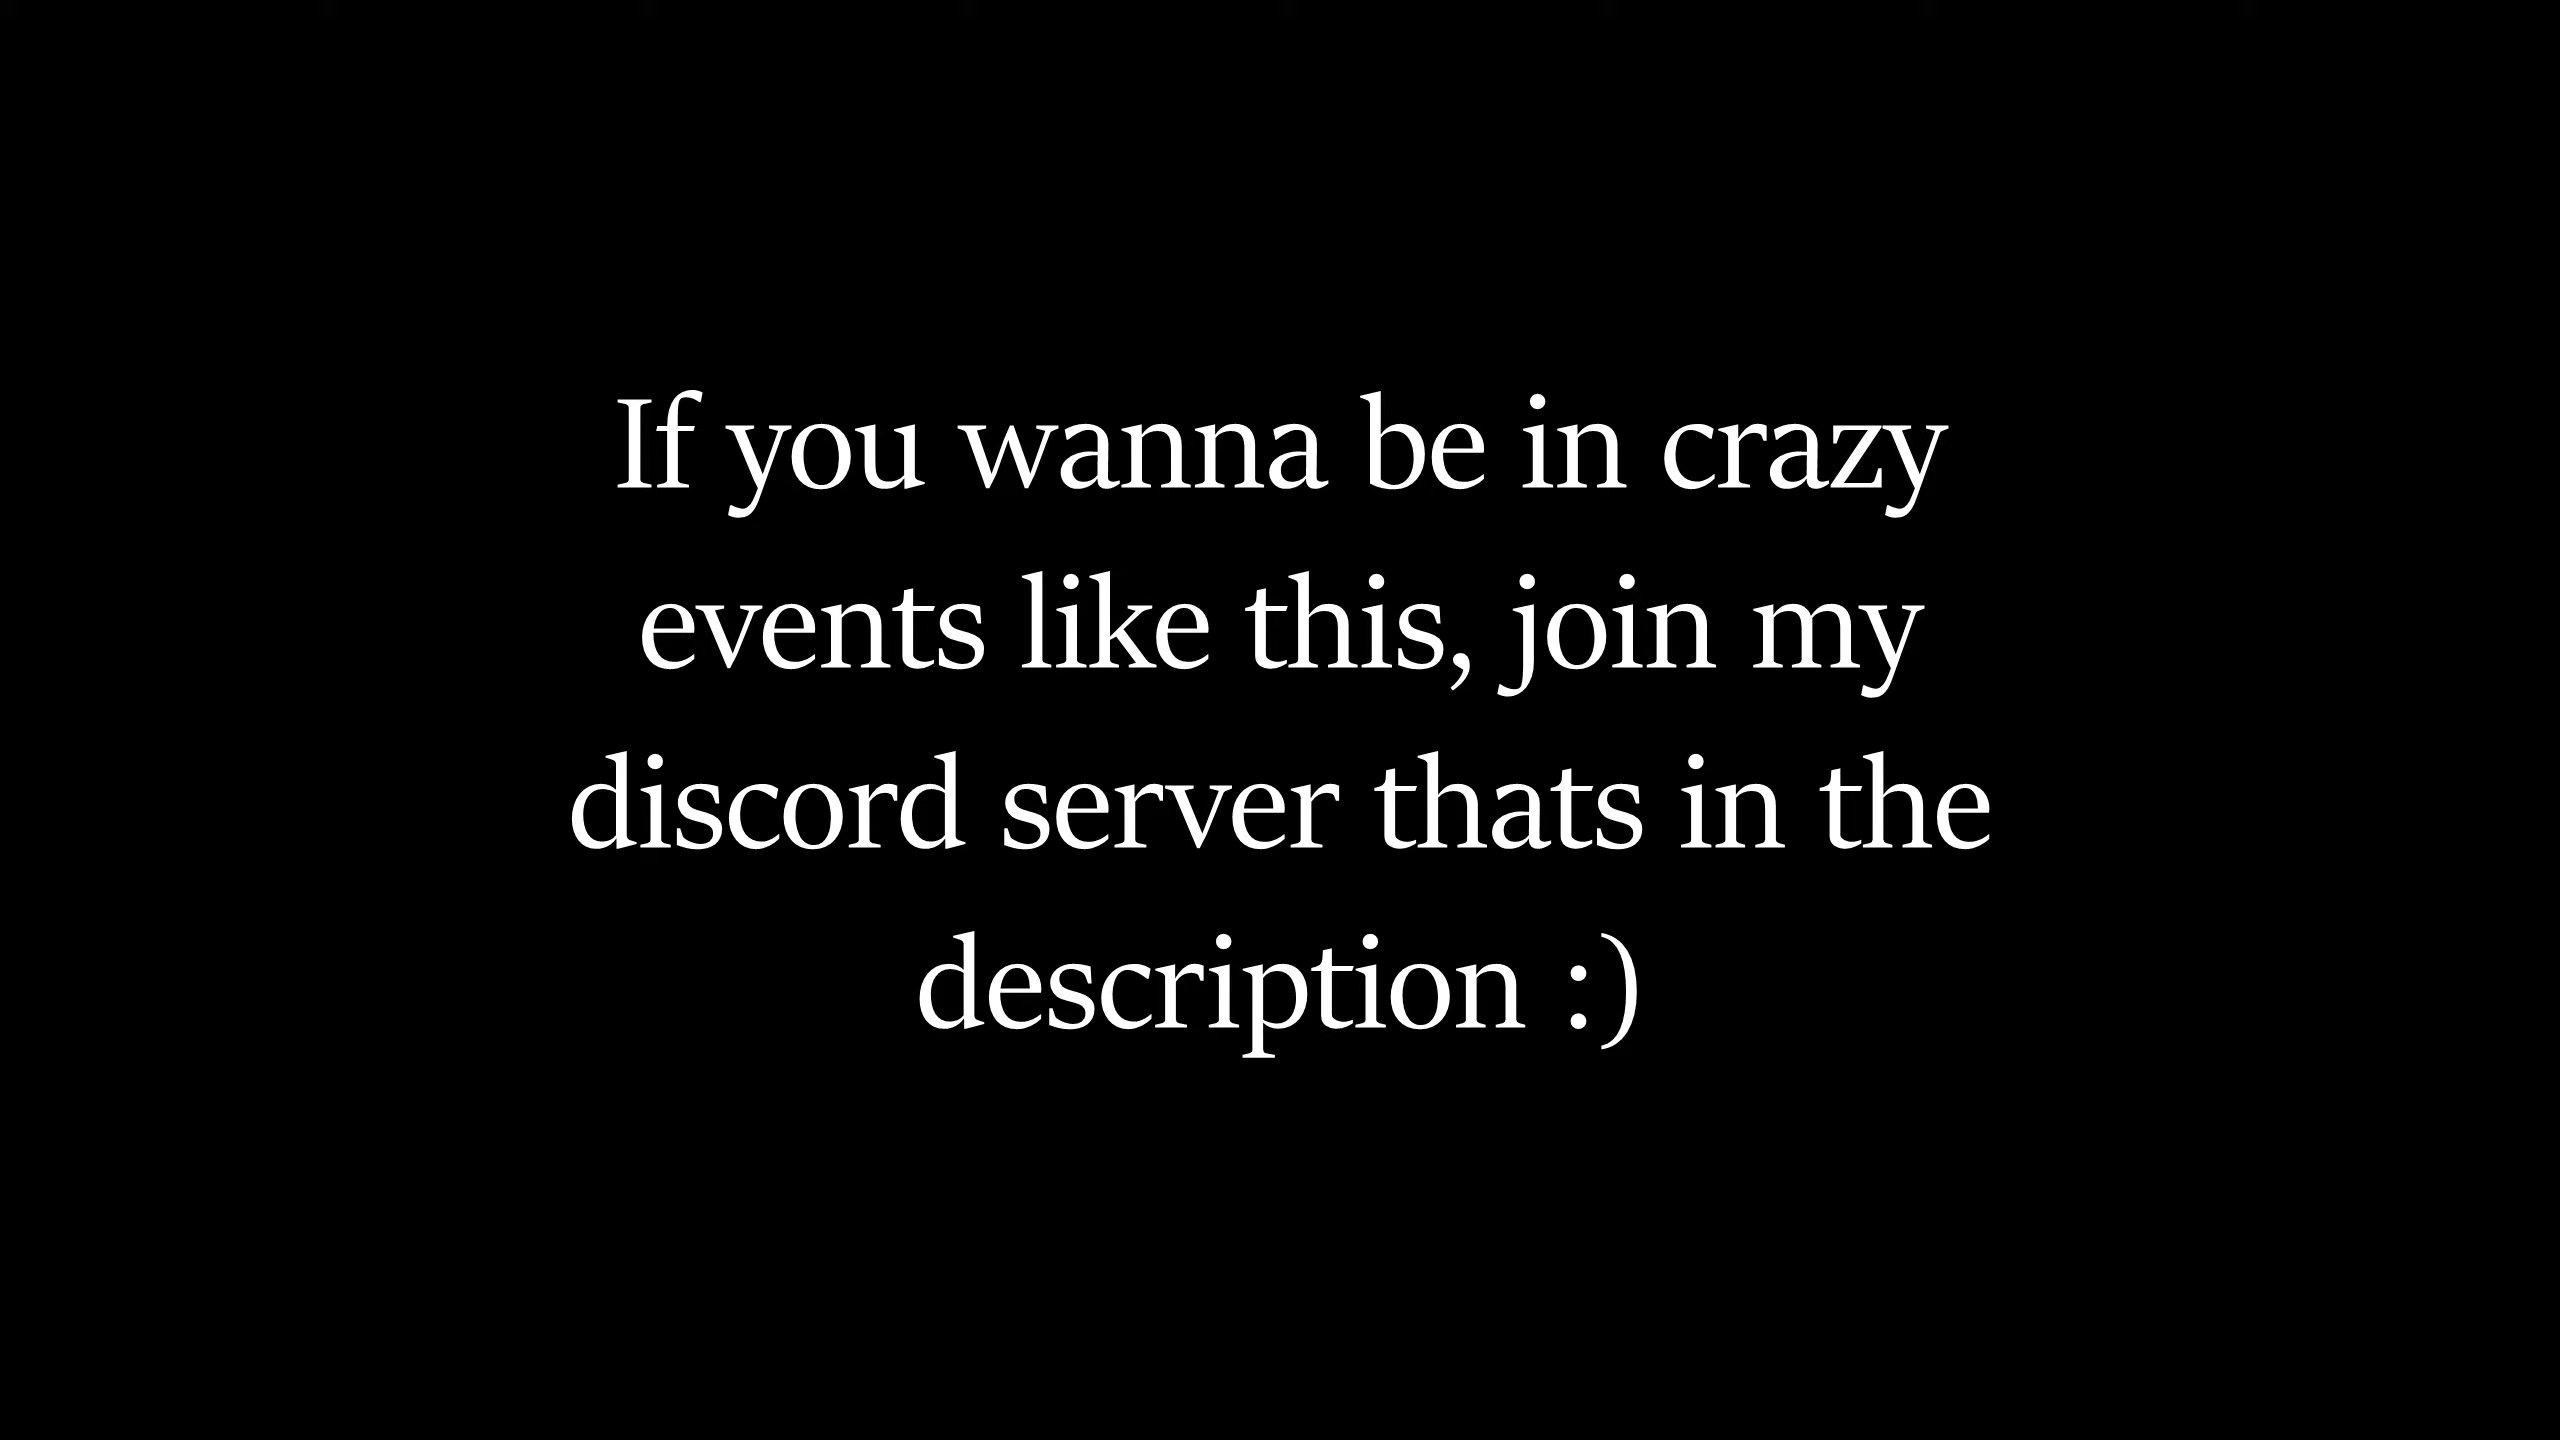 If you wanna be in crazy
events like this, join my
discord server thats in the
description :)